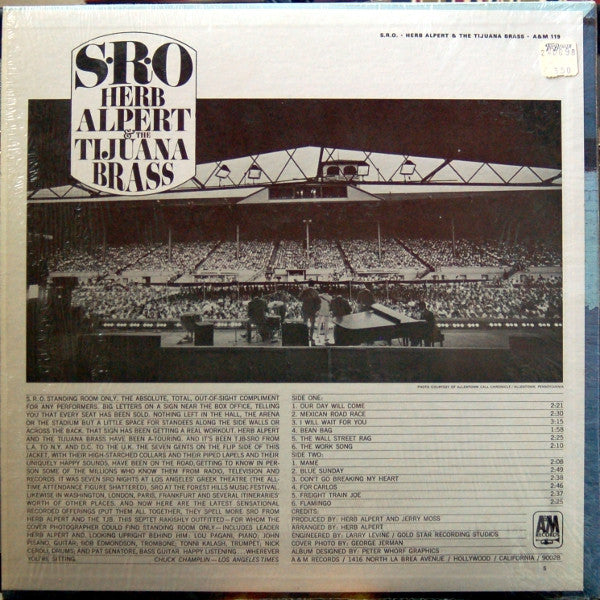 S.R.O. · HERB ALPERT & THE TIJUANA BRASS · A&M 119
S·R·O
HERB
ALPERT
& THE
TIJUANA
BRASS
PHOTO COURTESY OF ALLENTOWN CALL CHRONICLE / ALLENTOWN, PENNSYLVANIA
S.R.O. STANDING ROOM ONLY. THE ABSOLUTE, TOTAL, OUT-OF-SIGHT COMPLIMENT
FOR ANY PERFORMERS. BIG LETTERS ON A SIGN NEAR THE BOX OFFICE, TELLING
YOU THAT EVERY SEAT HAS BEEN SOLD. NOTHING LEFT IN THE HALL, THE ARENA
OR THE STADIUM BUT A LITTLE SPACE FOR STANDEES ALONG THE SIDE WALLS OR
ACROSS THE BACK. THAT SIGN HAS BEEN GETTING A REAL WORKOUT. HERB ALPERT
AND THE TIJUANA BRASS HAVE BEEN A-TOURING. AND IT'S BEEN TJB-SRO FROM
L.A. TO N.Y. AND D.C. TO THE U.K. THE SEVEN GENTS ON THE FLIP SIDE OF THIS
JACKET, WITH THEIR HIGH-STARCHED COLLARS AND THEIR PIPED LAPELS AND THEIR
UNIQUELY HAPPY SOUNDS, HAVE BEEN ON THE ROAD, GETTING TO KNOW IN PER-
SON SOME OF THE MILLIONS WHO KNOW THEM FROM RADIO, TELEVISION AND
RECORDS. IT WAS SEVEN SRO NIGHTS AT LOS ANGELES' GREEK THEATRE (THE ALL-
TIME ATTENDANCE FIGURE SHATTERED), SRO AT THE FOREST HILLS MUSIC FESTIVAL.
LIKEWISE IN WASHINGTON, LONDON, PARIS, FRANKFURT AND SEVERAL ITINERARIES'
WORTH OF OTHER PLACES. AND NOW HERE ARE THE LATEST SENSATIONAL
RECORDED OFFERINGS (PUT THEM ALL TOGETHER, THEY SPELL MORE SRO FROM
HERB ALPERT AND THE TJB. THIS SEPTET RAKISHLY OUTFITTED—FOR WHOM THE
COVER PHOTOGRAPHER COULD FIND STANDING ROOM ONLY—INCLUDES LEADER
HERB ALPERT AND, LOOKING UPRIGHT BEHIND HIM: LOU PAGANI, PIANO; JOHN
PISANO, GUITAR; BOB EDMONDSON, TROMBONE; TONNI KALASH, TRUMPET; NICK
CEROLI, DRUMS; AND PAT SENATORE, BASS GUITAR. HAPPY LISTENING... WHEREVER
YOU'RE SITTING. CHUCK CHAMPLIN—LOS ANGELES TIMES
SIDE ONE:
1. OUR DAY WILL COME 2:21
2. MEXICAN ROAD RACE 2:30
3. I WILL WAIT FOR YOU 3:15
4. BEAN BAG 1:58
5. THE WALL STREET RAG 2:25
6. THE WORK SONG 2:10
SIDE TWO:
1. MAME 2:08
2. BLUE SUNDAY 2:49
3. DON'T GO BREAKING MY HEART 2:38
4. FOR CARLOS 2:46
5. FREIGHT TRAIN JOE 2:37
6. FLAMINGO 2:25
CREDITS:
PRODUCED BY: HERB ALPERT AND JERRY MOSS
ARRANGED BY: HERB ALPERT
ENGINEERED BY: LARRY LEVINE / GOLD STAR RECORDING STUDIOS
COVER PHOTO BY: GEORGE JERMAN
ALBUM DESIGNED BY: PETER WHORF GRAPHICS
A & M RECORDS / 1416 NORTH LA BREA AVENUE / HOLLYWOOD / CALIFORNIA / 90028
A&M
RECORDS
S